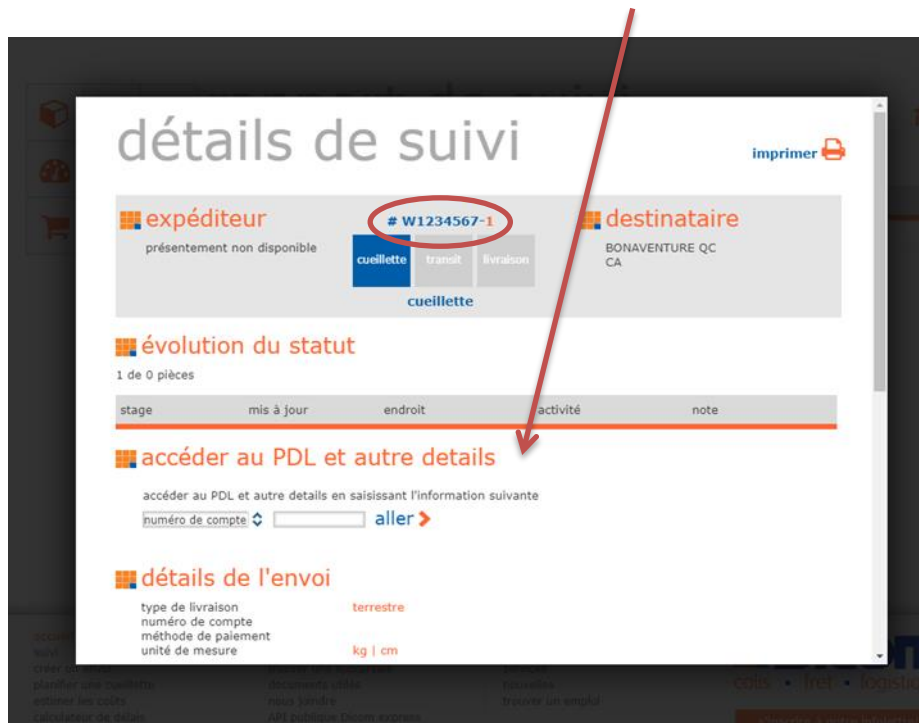 détails de suivi
imprimer
expéditeur
# W1234567-1
destinataire
présentement non disponible
BONAVENTURE QC
CA
cueillette transit livraison
cueillette
évolution du statut
1 de 0 pièces
stage mis à jour endroit activité note
accéder au PDL et autre details
accéder au PDL et autre details en saisissant l'information suivante
numéro de compte aller
détails de l'envoi
type de livraison terrestre
numéro de compte
méthode de paiement
unité de mesure kg | cm
suivi
planifier une cueillette documents utiles nouvelles
colis • fret • logistiq
estimer les coûts nous joindre trouver un emploi
calculateur de délais API publique Dicom express